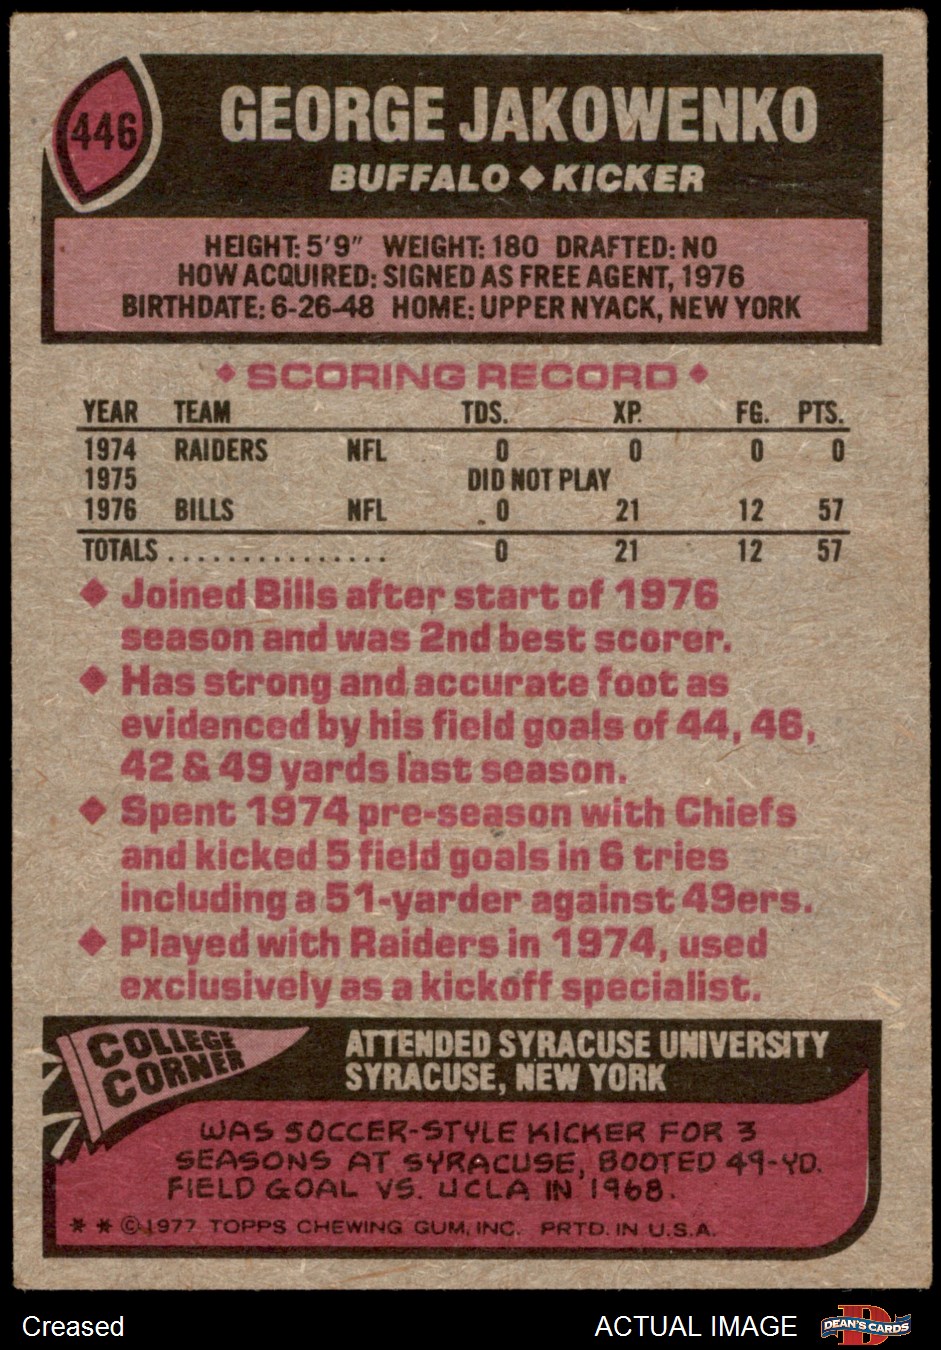 446
GEORGE JAKOWENKO
BUFFALO ◆ KICKER
HEIGHT: 5'9" WEIGHT: 180 DRAFTED: NO
HOW ACQUIRED: SIGNED AS FREE AGENT, 1976
BIRTHDATE: 6-26-48 HOME: UPPER NYACK, NEW YORK
◆ SCORING RECORD ◆
YEAR TEAM TDS. XP. FG. PTS.
1974 RAIDERS NFL 0 0 0 0
1975 DID NOT PLAY
1976 BILLS NFL 0 21 12 57
TOTALS ............... 0 21 12 57
◆ Joined Bills after start of 1976
season and was 2nd best scorer.
◆ Has strong and accurate foot as
evidenced by his field goals of 44, 46,
42 & 49 yards last season.
◆ Spent 1974 pre-season with Chiefs
and kicked 5 field goals in 6 tries
including a 51-yarder against 49ers.
◆ Played with Raiders in 1974, used
exclusively as a kickoff specialist.
COLLEGE
CORNER
ATTENDED SYRACUSE UNIVERSITY
SYRACUSE, NEW YORK
WAS SOCCER-STYLE KICKER FOR 3
SEASONS AT SYRACUSE, BOOTED 49-YD.
FIELD GOAL VS. UCLA IN 1968.
* * © 1977 TOPPS CHEWING GUM, INC. PRTD. IN U.S.A.
Creased
ACTUAL IMAGE
D
DEAN'S CARDS